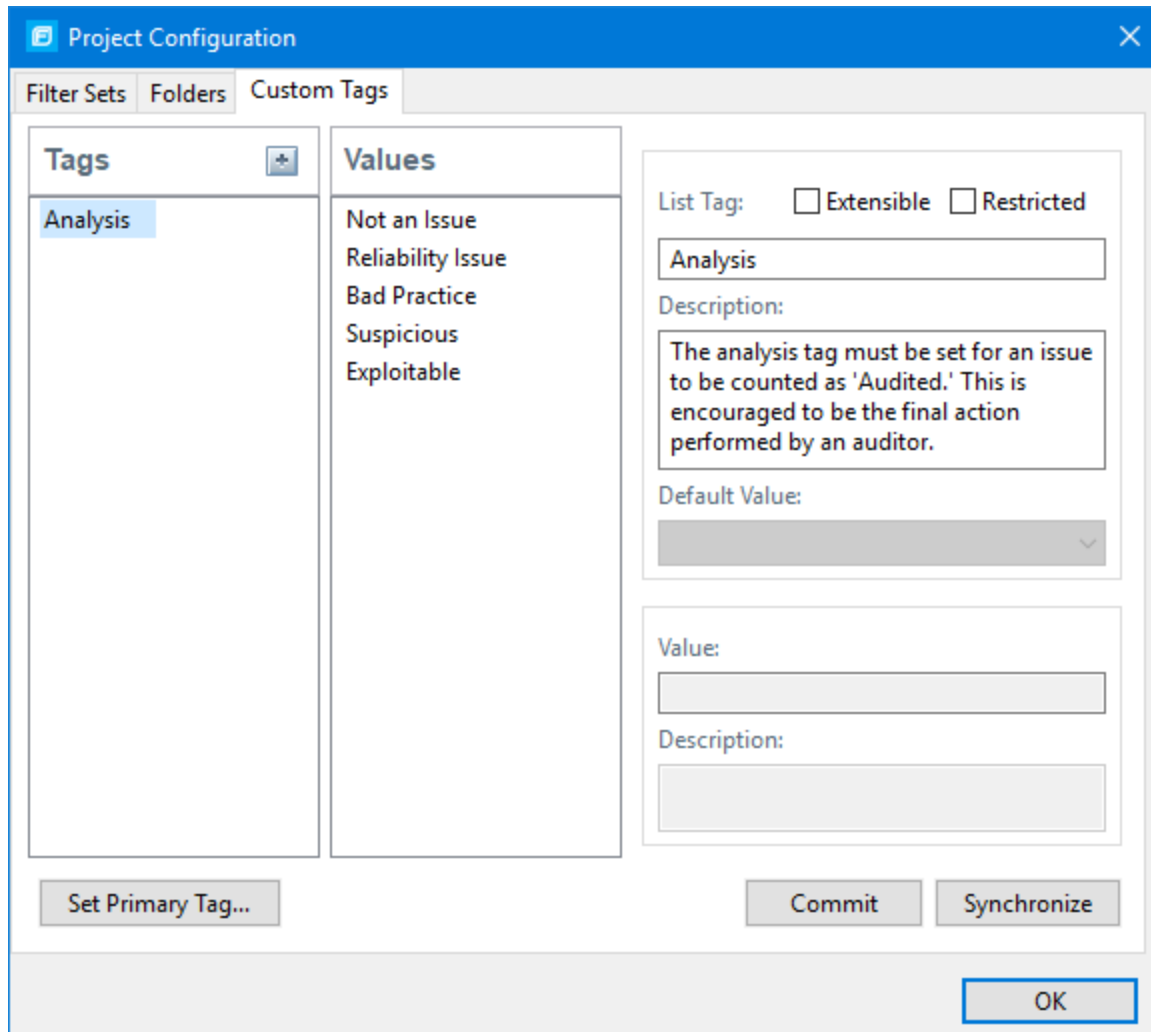 Project Configuration
Filter Sets Folders Custom Tags
Tags
Analysis
Values
Not an Issue
Reliability Issue
Bad Practice
Suspicious
Exploitable
List Tag: Extensible Restricted
Analysis
Description:
The analysis tag must be set for an issue
to be counted as 'Audited.' This is
encouraged to be the final action
performed by an auditor.
Default Value:
Value:
Description:
Set Primary Tag...
Commit
Synchronize
OK